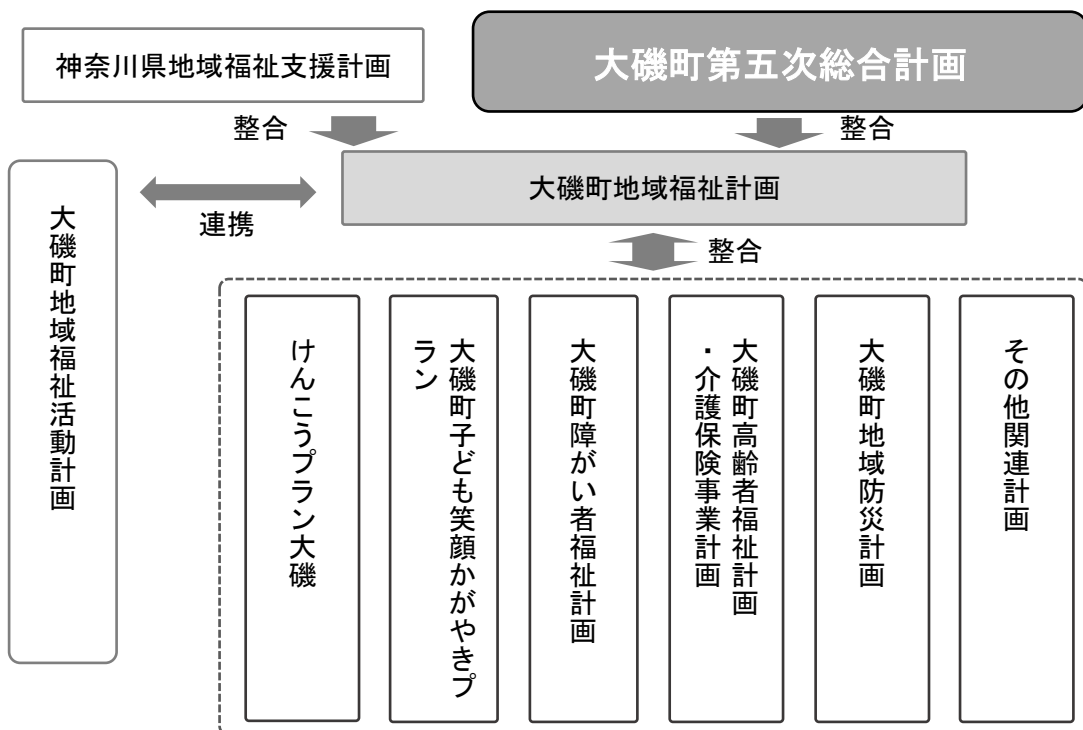 神奈川県地域福祉支援計画
大磯町第五次総合計画
整合
整合
大磯町地域福祉計画
連携
大磯町地域福祉活動計画
整合
けんこうプラン大磯
大磯町子ども笑顔かがやきプ
ラン
大磯町障がい者福祉計画
大磯町高齢者福祉計画
・介護保険事業計画
大磯町地域防災計画
その他関連計画